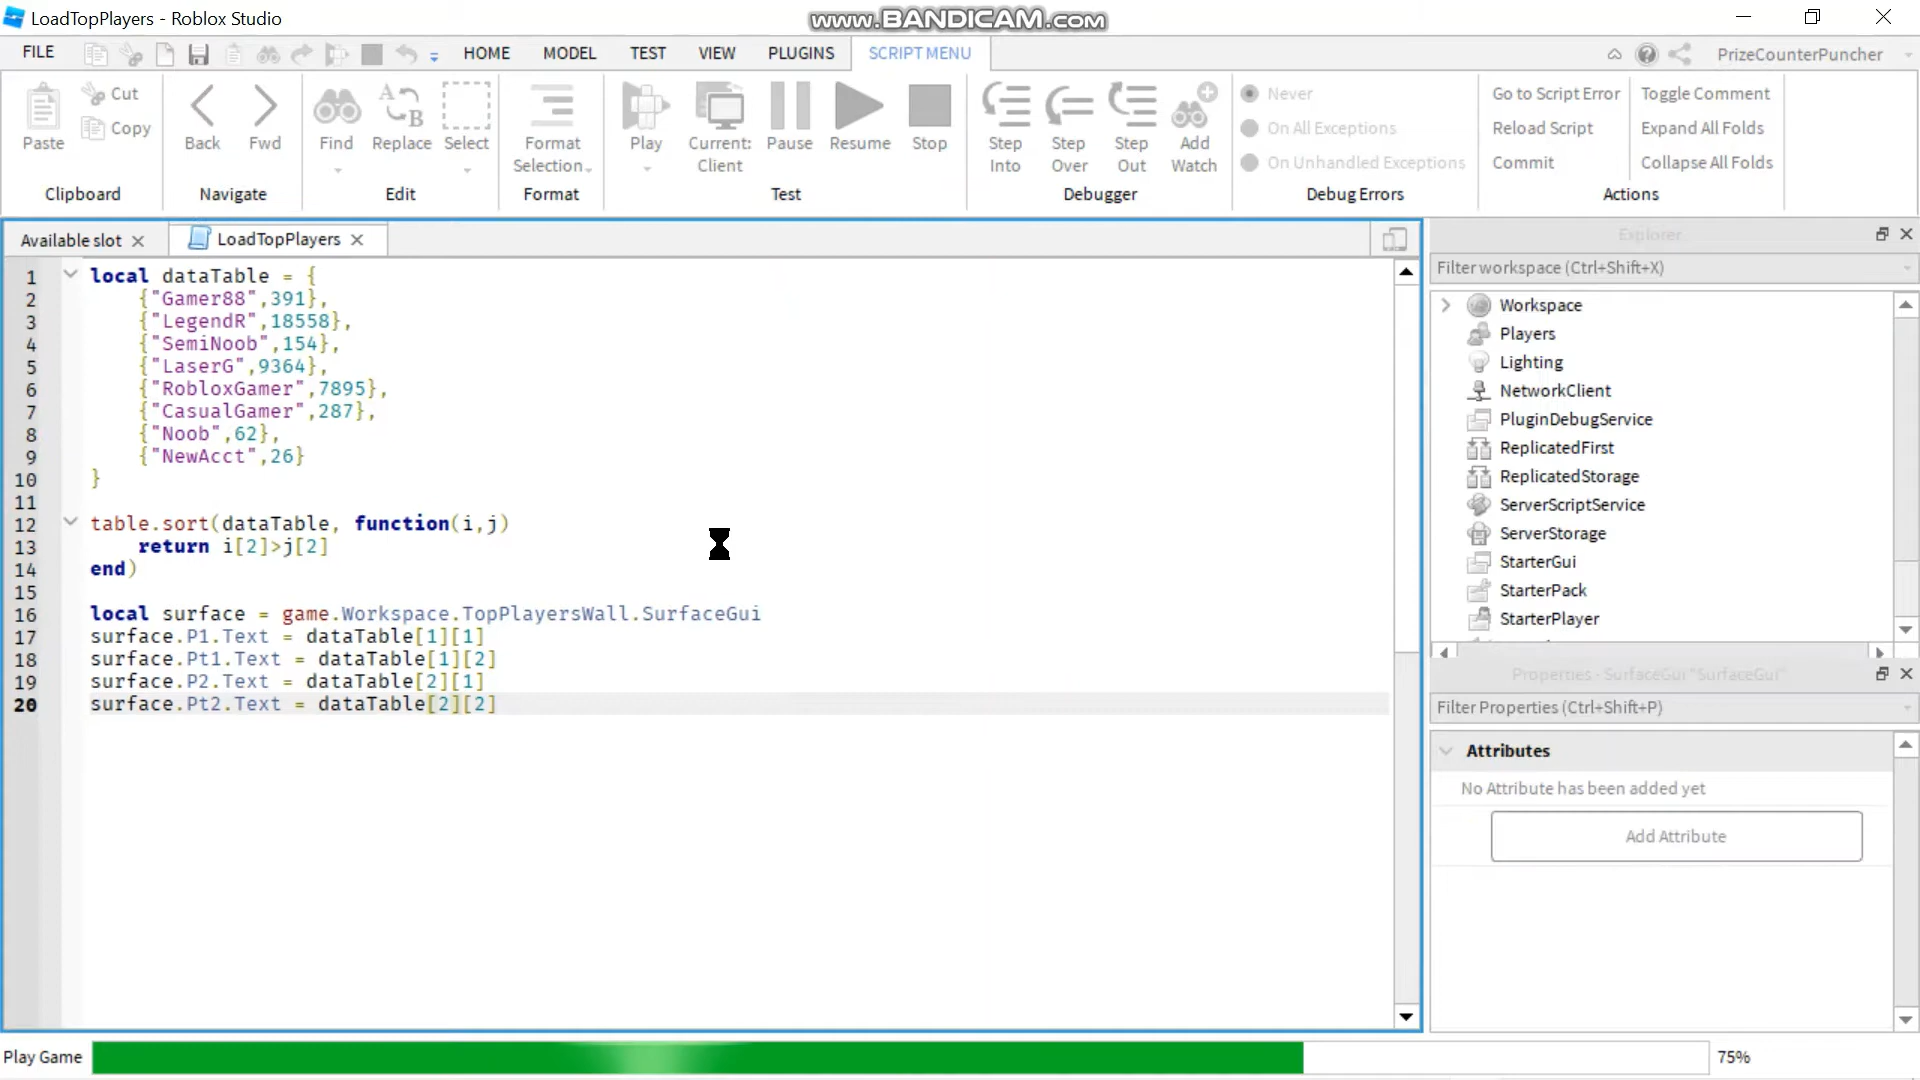 LoadTopPlayers - Roblox Studio
www.BANDICAM.com
FILE
HOME
MODEL
TEST
VIEW
PLUGINS
SCRIPT MENU
PrizeCounterPuncher
Paste
Cut
Copy
Clipboard
Back
Fwd
Navigate
Find
Replace
Select
Edit
Format
Selection
Format
Play
Current:
Client
Pause
Resume
Stop
Test
Step
Into
Step
Over
Step
Out
Add
Watch
Debugger
Never
On All Exceptions
On Unhandled Exceptions
Debug Errors
Go to Script Error
Reload Script
Commit
Toggle Comment
Expand All Folds
Collapse All Folds
Actions
Available slot
LoadTopPlayers
1 local dataTable = {
2 {"Gamer88",391},
3 {"LegendR",18558},
4 {"SemiNoob",154},
5 {"LaserG",9364},
6 {"RobloxGamer",7895},
7 {"CasualGamer",287},
8 {"Noob",62},
9 {"NewAcct",26}
10 }
11
12 table.sort(dataTable, function(i,j)
13 return i[2]>j[2]
14 end)
15
16 local surface = game.Workspace.TopPlayersWall.SurfaceGui
17 surface.P1.Text = dataTable[1][1]
18 surface.Pt1.Text = dataTable[1][2]
19 surface.P2.Text = dataTable[2][1]
20 surface.Pt2.Text = dataTable[2][2]
Explorer
Filter workspace (Ctrl+Shift+X)
Workspace
Players
Lighting
NetworkClient
PluginDebugService
ReplicatedFirst
ReplicatedStorage
ServerScriptService
ServerStorage
StarterGui
StarterPack
StarterPlayer
Properties - SurfaceGui "SurfaceGui"
Filter Properties (Ctrl+Shift+P)
Attributes
No Attribute has been added yet
Add Attribute
Play Game
75%